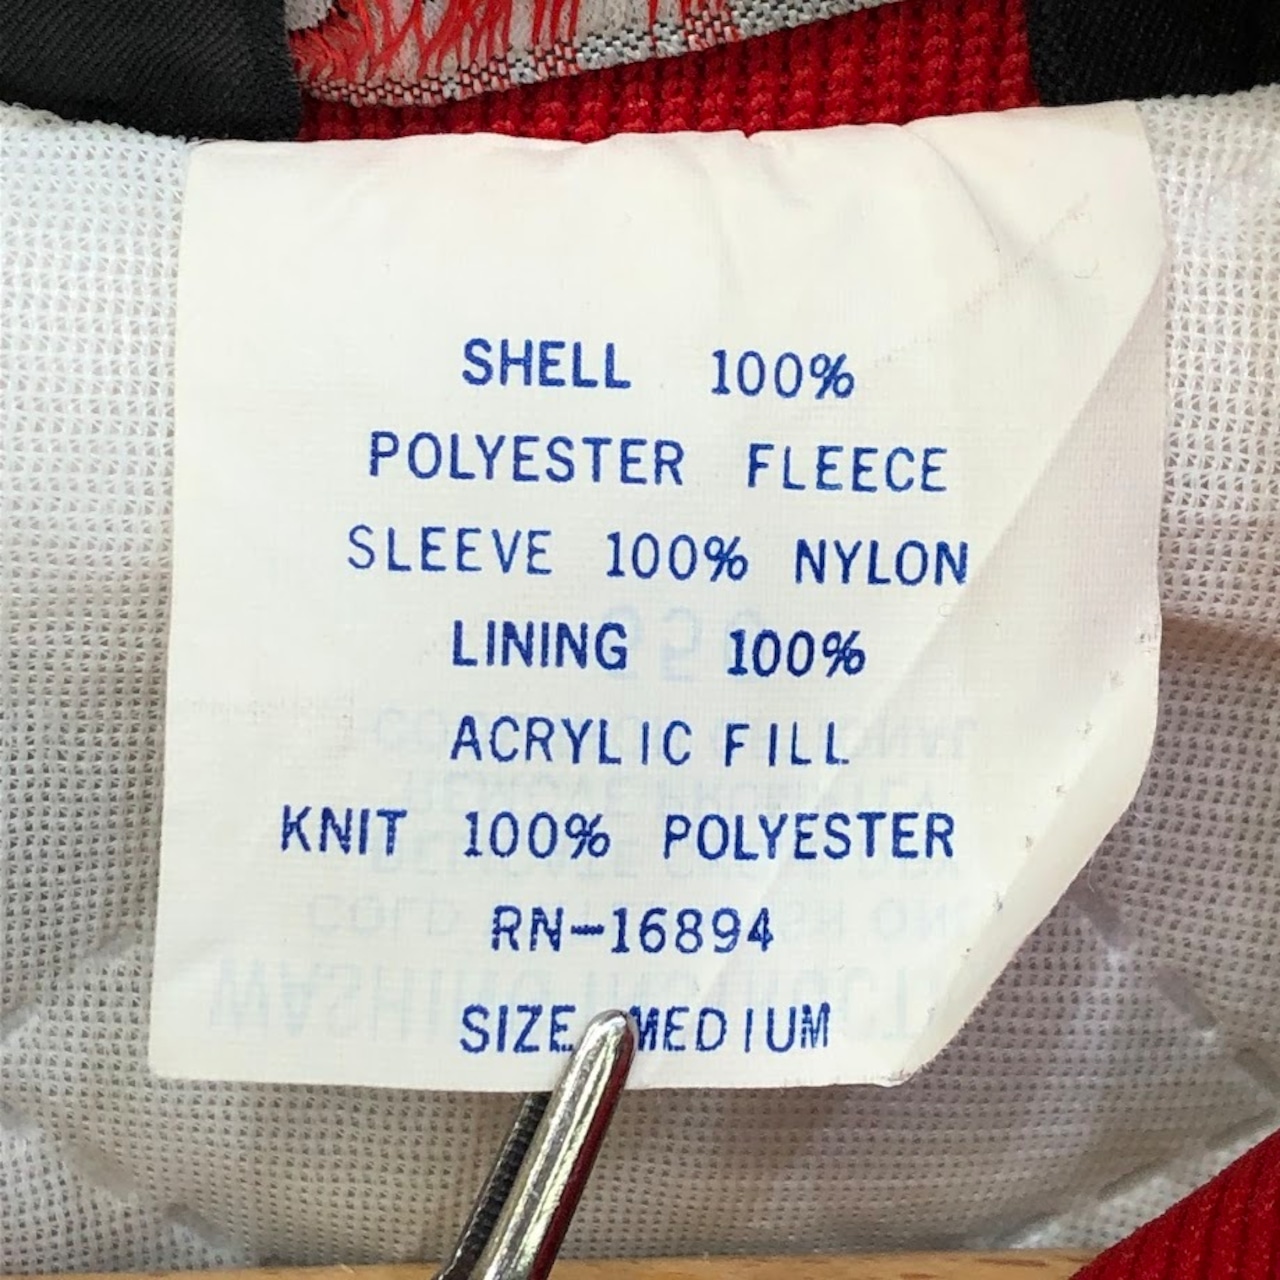 SHELL 100%
POLYESTER FLEECE
SLEEVE 100% NYLON
LINING 100%
ACRYLIC FILL
KNIT 100% POLYESTER
RN-16894
SIZE MEDIUM